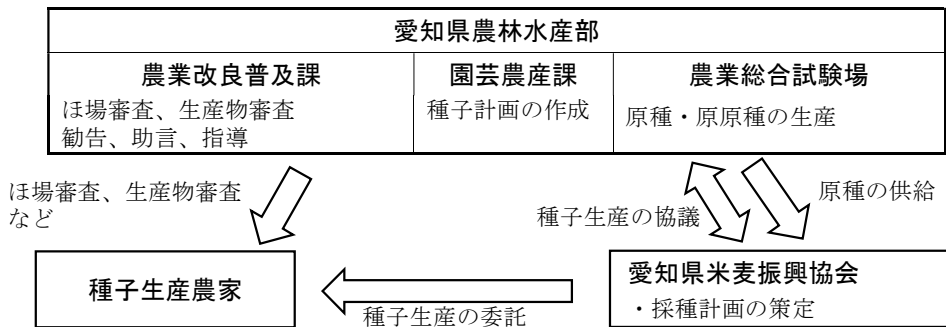 愛知県農林水産部
農業改良普及課
ほ場審査、生産物審査
勧告、助言、指導
園芸農産課
種子計画の作成
農業総合試験場
原種・原原種の生産
ほ場審査、生産物審査
など
種子生産の協議
原種の供給
種子生産農家
種子生産の委託
愛知県米麦振興協会
・採種計画の策定